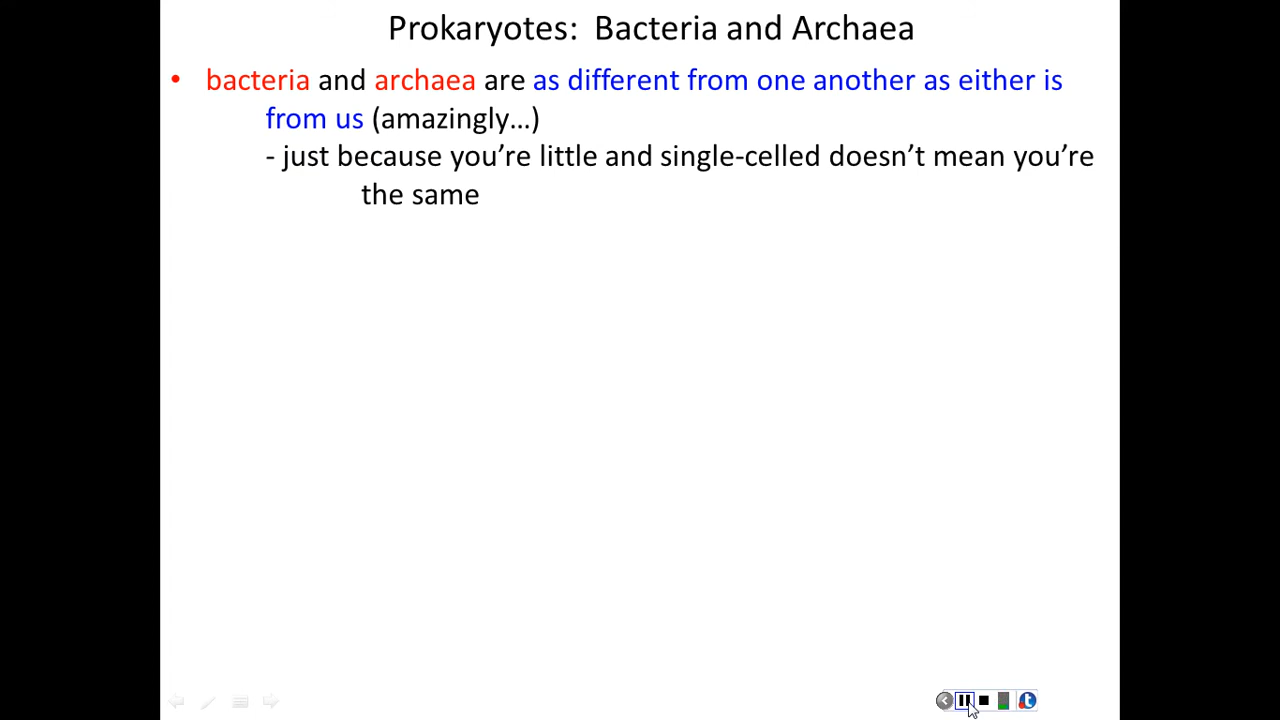 Prokaryotes: Bacteria and Archaea
• bacteria and archaea are as different from one another as either is
from us (amazingly…)
- just because you’re little and single-celled doesn’t mean you’re
the same